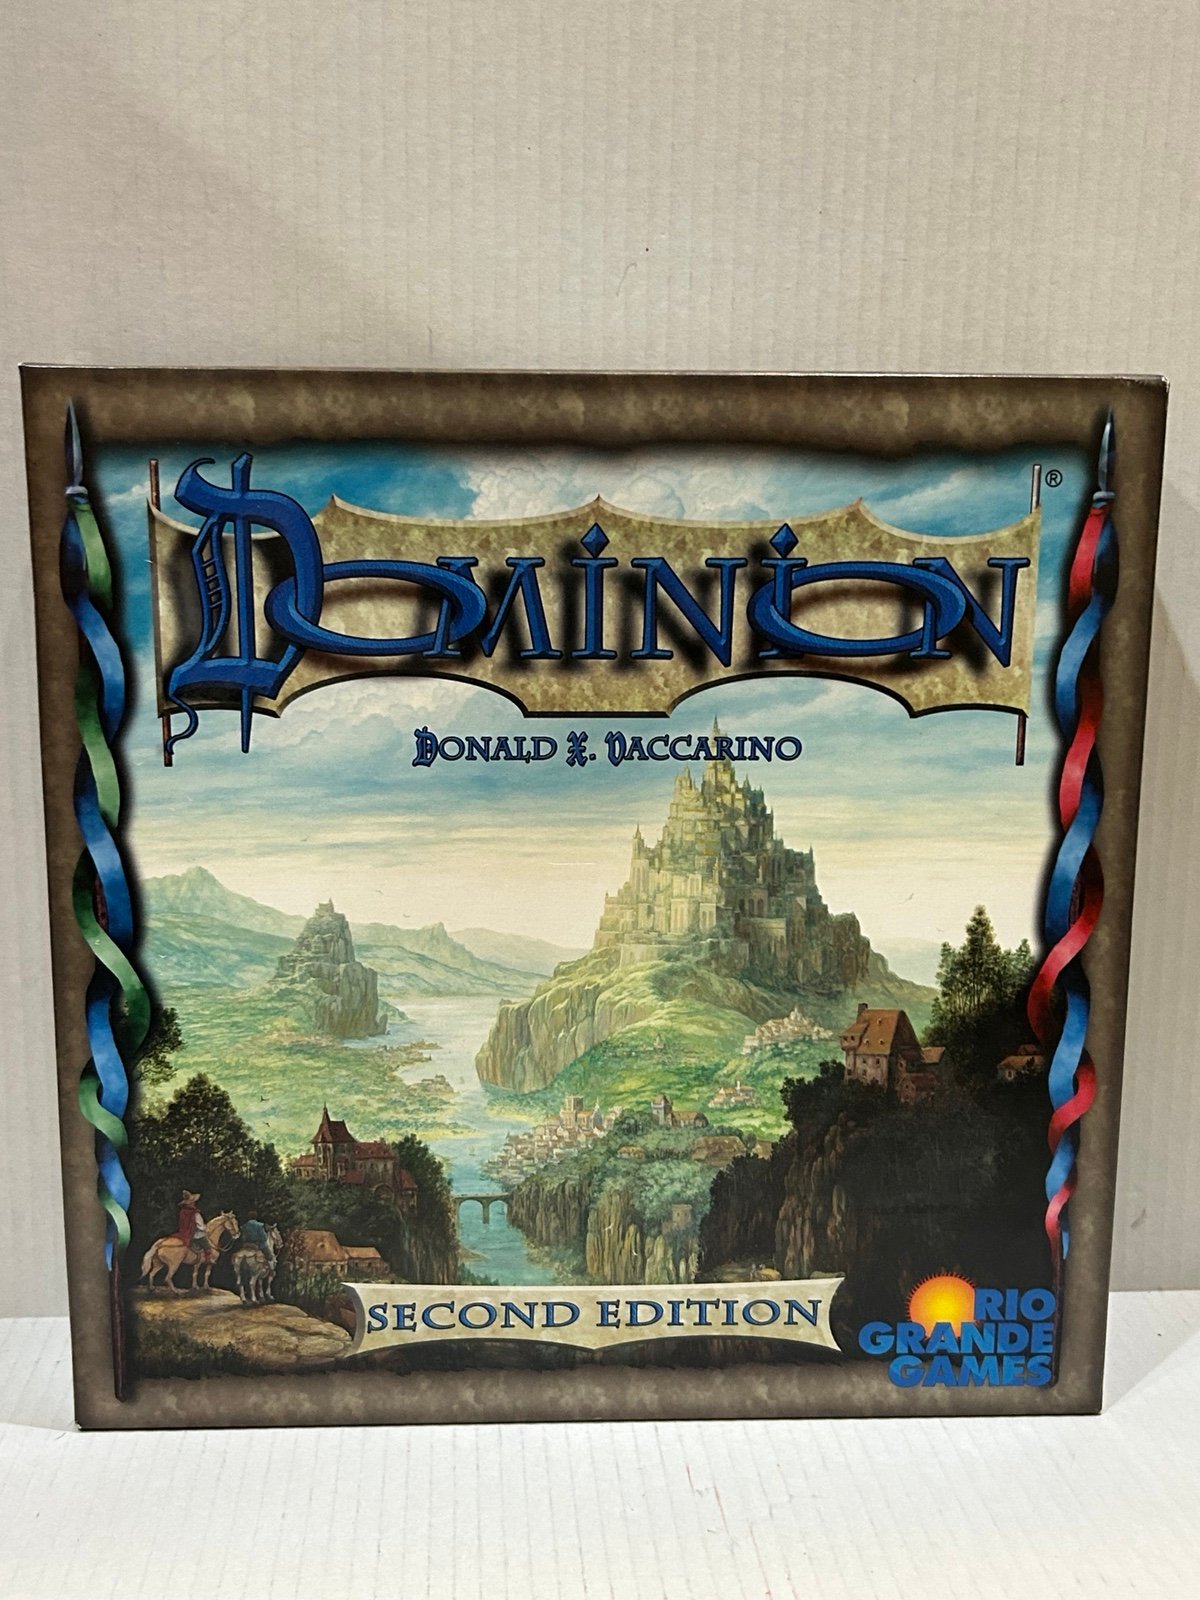 DOMINION
®
DONALD X. VACCARINO
SECOND EDITION
RIO
GRANDE
GAMES